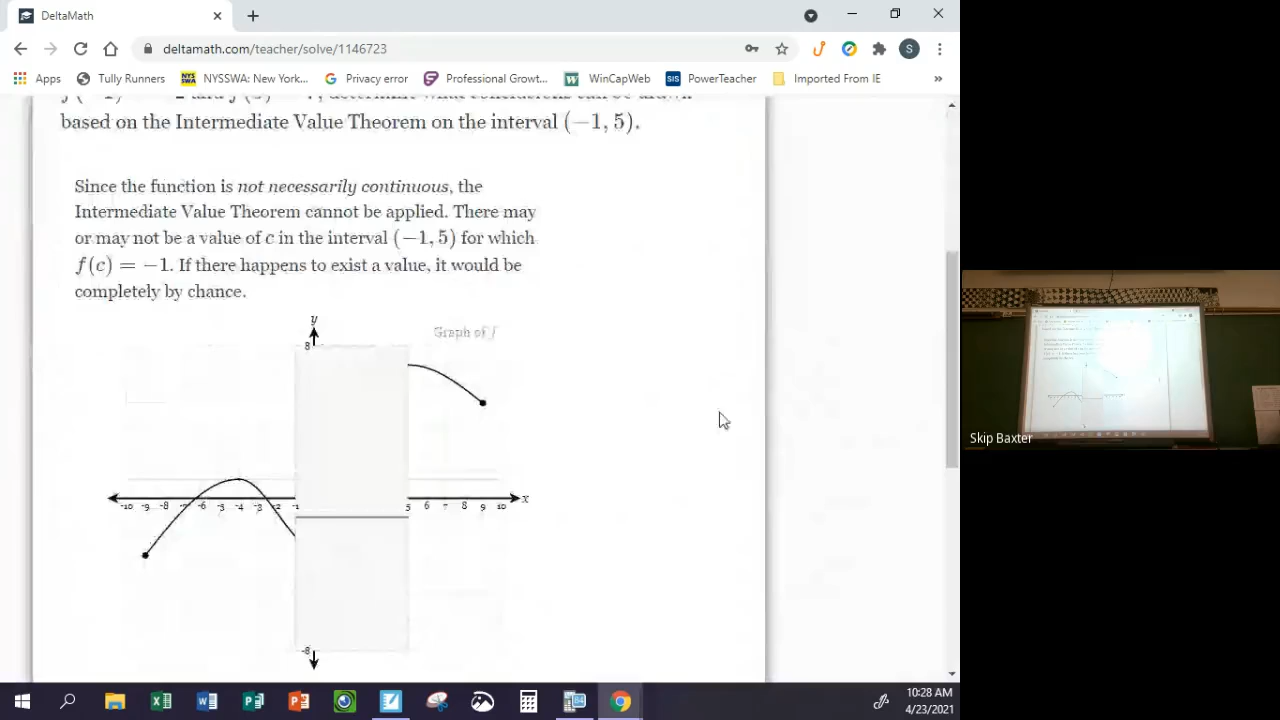 DeltaMath
deltamath.com/teacher/solve/1146723
S
Apps Tully Runners NYSSWA: New York... Privacy error Professional Growt... WinCapWeb SIS PowerTeacher Imported From IE »
based on the Intermediate Value Theorem on the interval (−1, 5).
Since the function is not necessarily continuous, the
Intermediate Value Theorem cannot be applied. There may
or may not be a value of c in the interval (−1, 5) for which
f(c) = −1. If there happens to exist a value, it would be
completely by chance.
y
Graph of f
8
-10 -9 -8 -7 -6 -5 -4 -3 -2 -1 5 6 7 8 9 10 x
-8
Skip Baxter
10:28 AM
4/23/2021